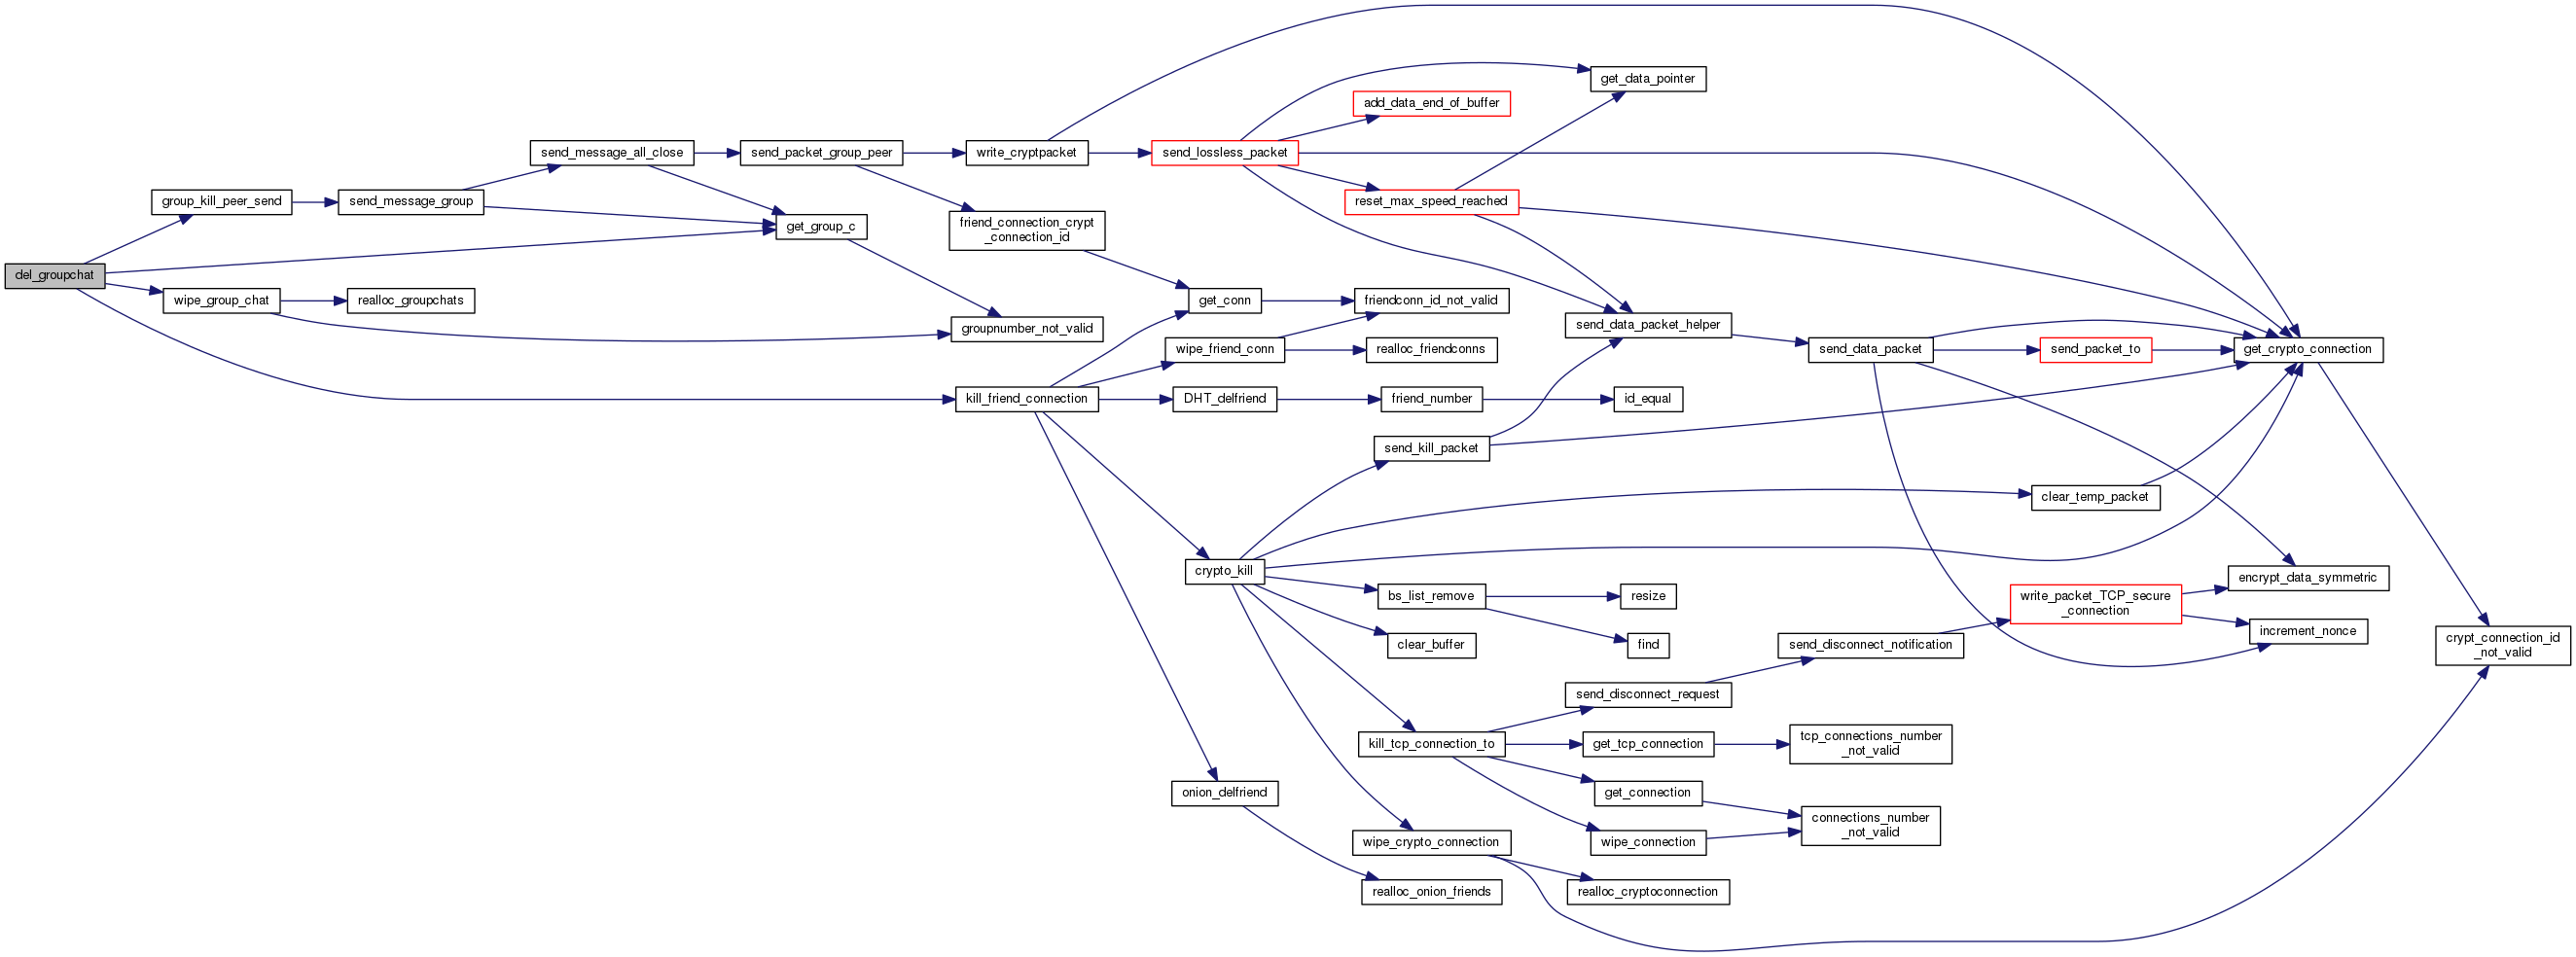 get_data_pointer
add_data_end_of_buffer
send_message_all_close
send_packet_group_peer
write_cryptpacket
send_lossless_packet
group_kill_peer_send
send_message_group
reset_max_speed_reached
get_group_c
friend_connection_crypt
_connection_id
del_groupchat
wipe_group_chat
realloc_groupchats
get_conn
friendconn_id_not_valid
groupnumber_not_valid
send_data_packet_helper
wipe_friend_conn
realloc_friendconns
send_data_packet
send_packet_to
get_crypto_connection
kill_friend_connection
DHT_delfriend
friend_number
id_equal
send_kill_packet
clear_temp_packet
crypto_kill
encrypt_data_symmetric
bs_list_remove
resize
write_packet_TCP_secure
_connection
increment_nonce
clear_buffer
find
send_disconnect_notification
crypt_connection_id
_not_valid
send_disconnect_request
kill_tcp_connection_to
get_tcp_connection
tcp_connections_number
_not_valid
onion_delfriend
get_connection
connections_number
_not_valid
wipe_crypto_connection
wipe_connection
realloc_onion_friends
realloc_cryptoconnection